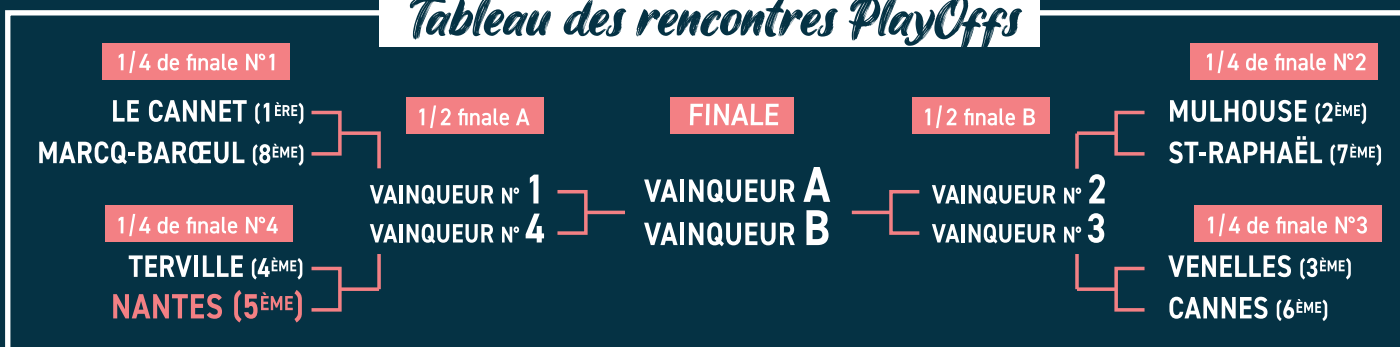 Tableau des rencontres PlayOffs
1/4 de finale N°1
LE CANNET (1ÈRE)
MARCQ-BARŒUL (8ÈME)
1/4 de finale N°4
TERVILLE (4ÈME)
NANTES (5ÈME)
1/2 finale A
VAINQUEUR N° 1
VAINQUEUR N° 4
FINALE
VAINQUEUR A
VAINQUEUR B
1/2 finale B
VAINQUEUR N° 2
VAINQUEUR N° 3
1/4 de finale N°2
MULHOUSE (2ÈME)
ST-RAPHAËL (7ÈME)
1/4 de finale N°3
VENELLES (3ÈME)
CANNES (6ÈME)